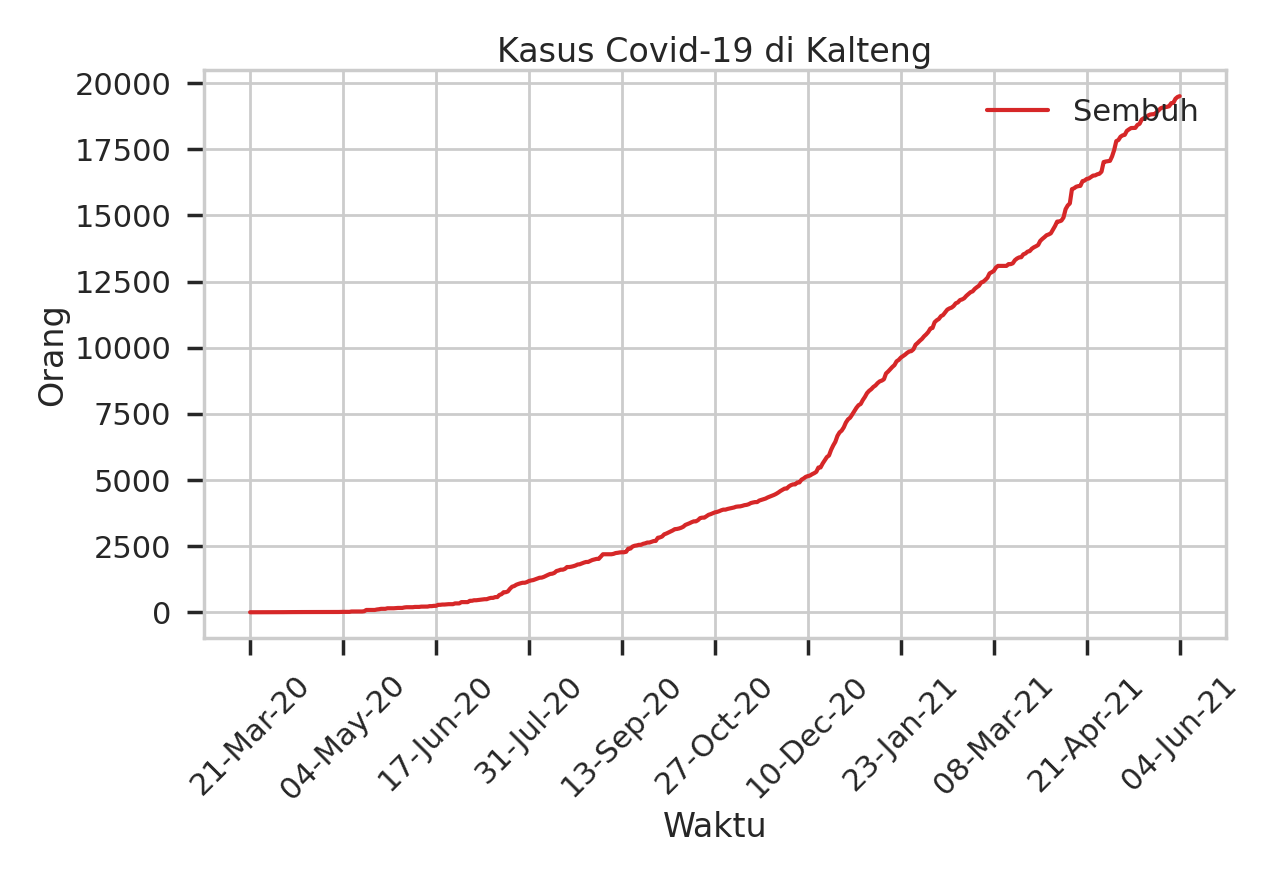 Kasus Covid-19 di Kalteng
Sembuh
Orang
20000
17500
15000
12500
10000
7500
5000
2500
0
21-Mar-20
04-May-20
17-Jun-20
31-Jul-20
13-Sep-20
27-Oct-20
10-Dec-20
23-Jan-21
08-Mar-21
21-Apr-21
04-Jun-21
Waktu